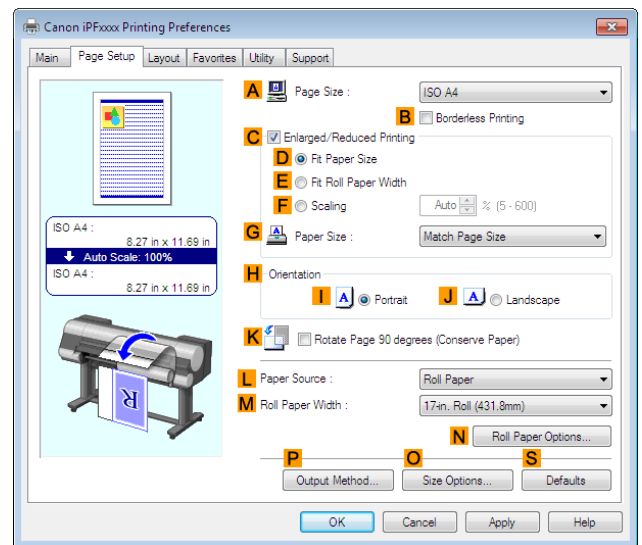 Canon iPFxxxx Printing Preferences
Main Page Setup Layout Favorites Utility Support
A Page Size : ISO A4
B Borderless Printing
C Enlarged/Reduced Printing
D Fit Paper Size
E Fit Roll Paper Width
F Scaling Auto % (5 - 600)
G Paper Size : Match Page Size
ISO A4 :
8.27 in x 11.69 in
Auto Scale: 100%
ISO A4 :
8.27 in x 11.69 in
H Orientation
I A Portrait J A Landscape
K Rotate Page 90 degrees (Conserve Paper)
R
L Paper Source : Roll Paper
M Roll Paper Width : 17-in. Roll (431.8mm)
N Roll Paper Options...
P O S
Output Method... Size Options... Defaults
OK Cancel Apply Help